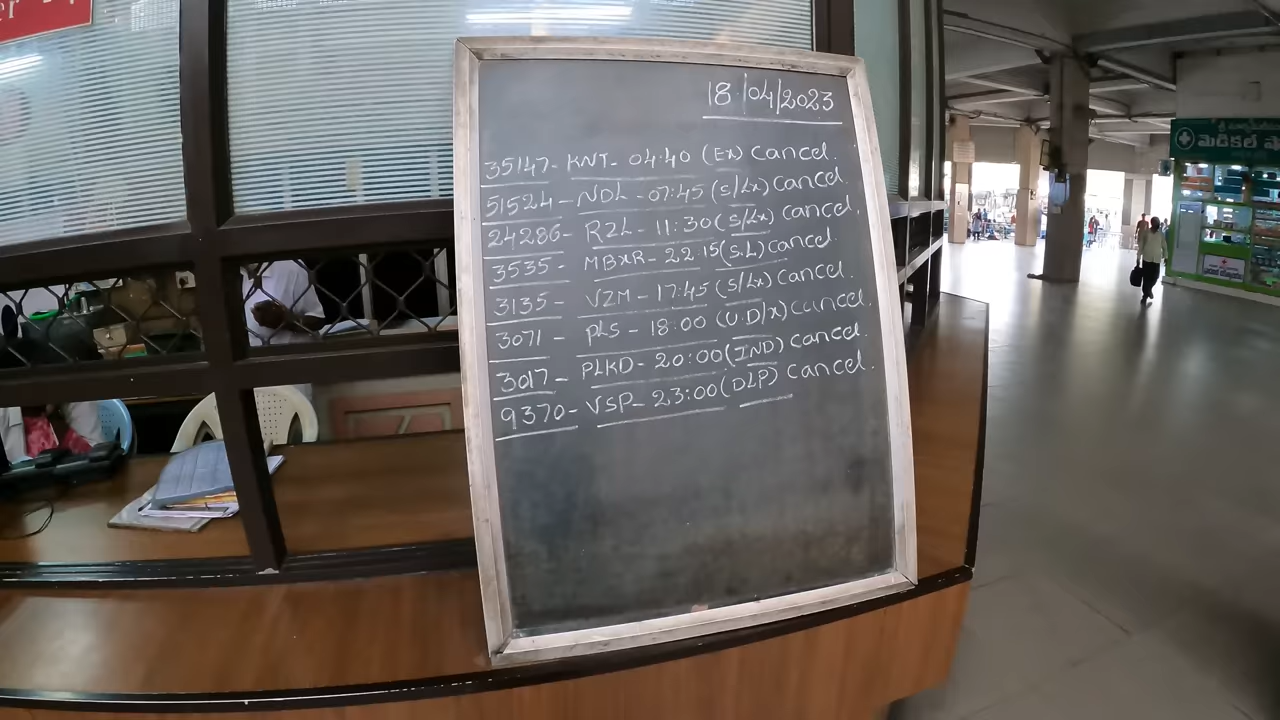 18/04/2023
35147- KNT- 04:40 (Ex) Cancel.
51524- NDL -07:45 (S/Lx) Cancel
24286- RZL- 11:30 (S/Lx) Cancel.
3535- MBNR- 22.15 (S.L) cancel
3135- VZM- 17:45 (S/Lx) Cancel.
3071- PLS- 18:00 (U.D/x) Cancel.
3017- PLKD- 20:00 (IND) Cancel.
9370- VSP- 23:00 (DLP) Cancel.